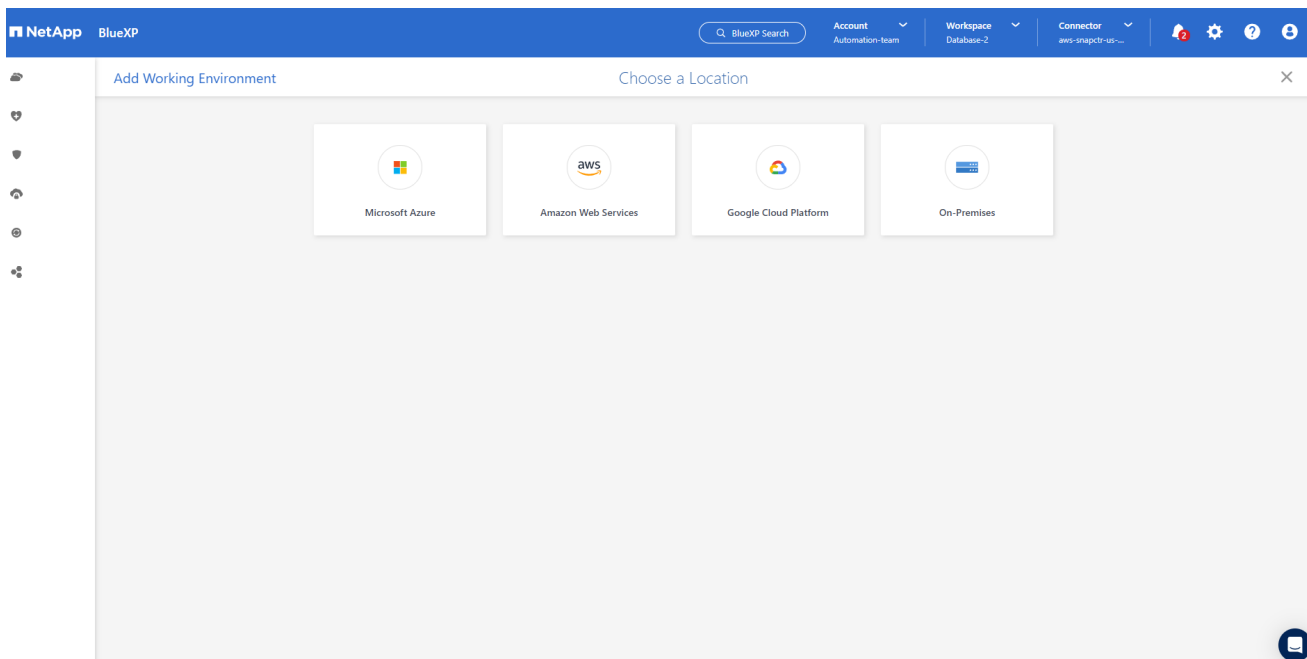 NetApp BlueXP
BlueXP Search
Account
Automation-team
Workspace
Database-2
Connector
aws-snapctr-us-...
2
Add Working Environment
Choose a Location
Microsoft Azure
aws
Amazon Web Services
Google Cloud Platform
On-Premises